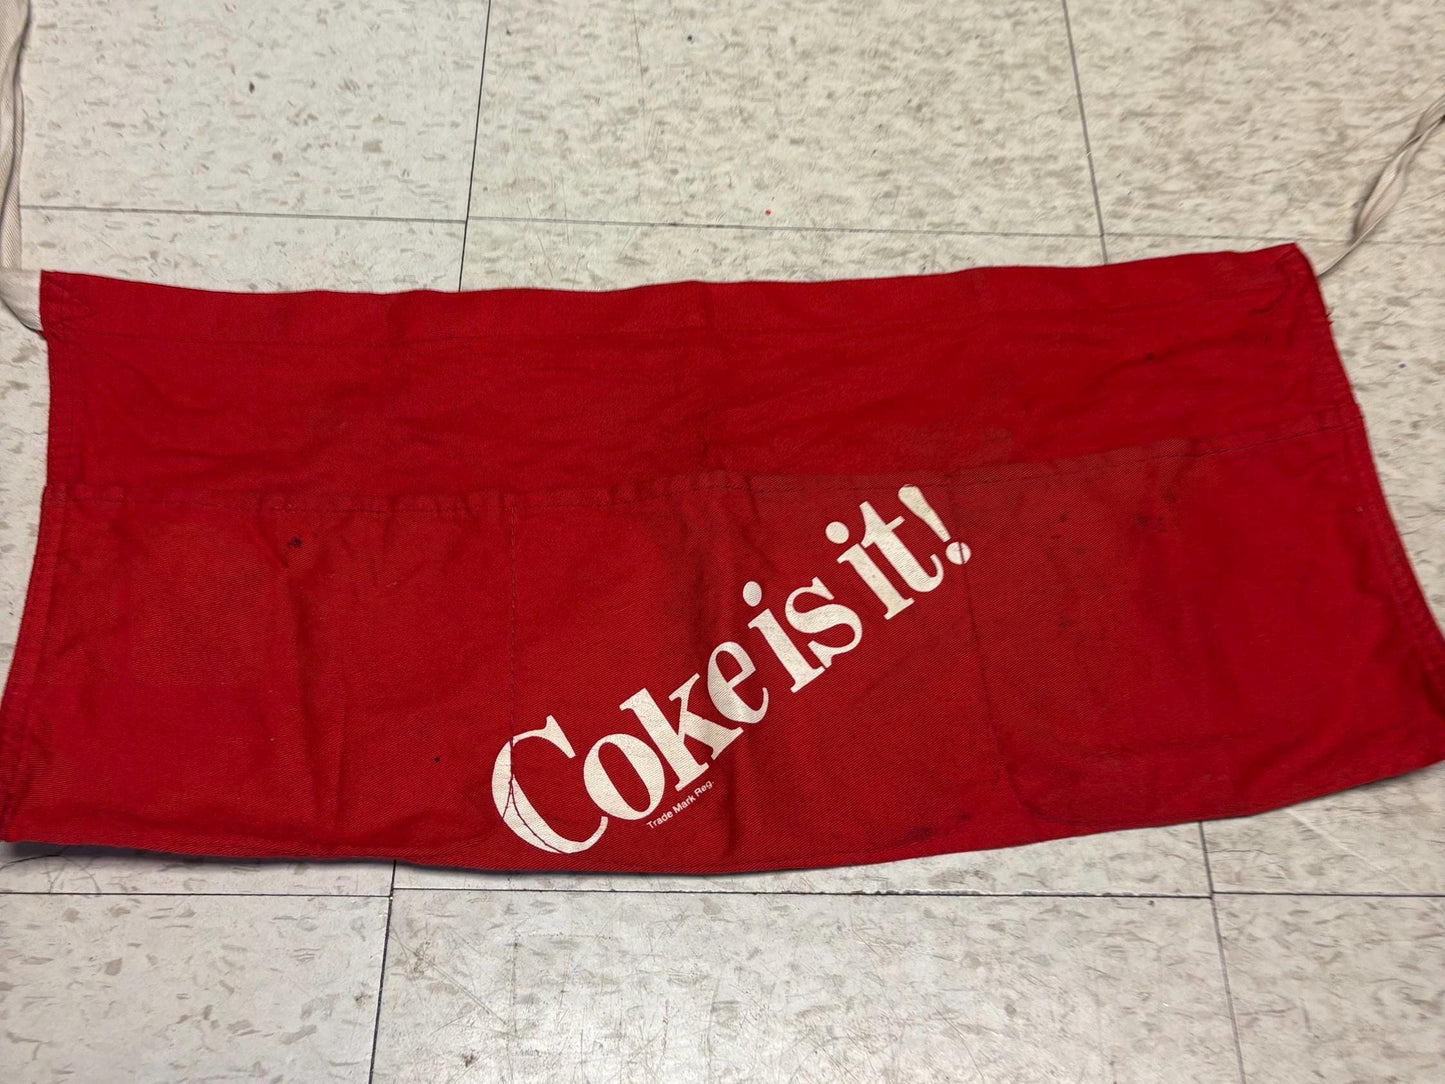 Coke is it!
Trade Mark Reg.